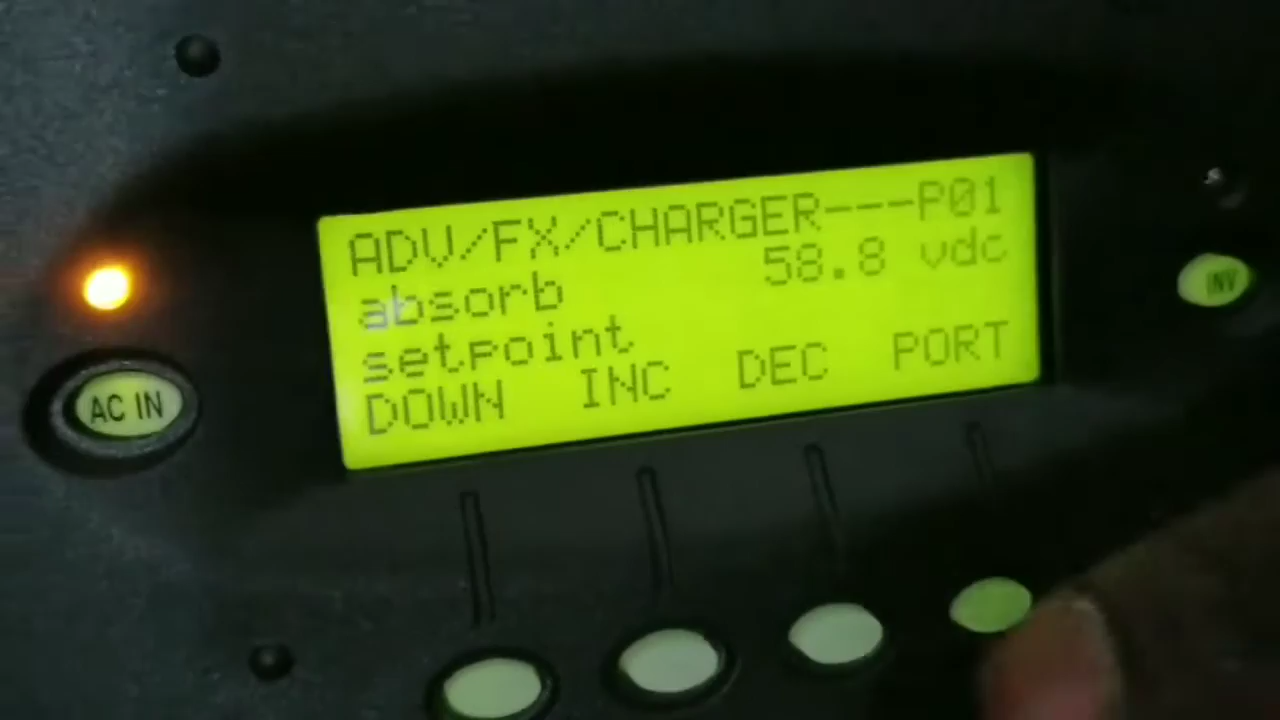 ADV/FX/CHARGER---P01
absorb 58.8 vdc
setpoint
DOWN INC DEC PORT
AC IN
INV